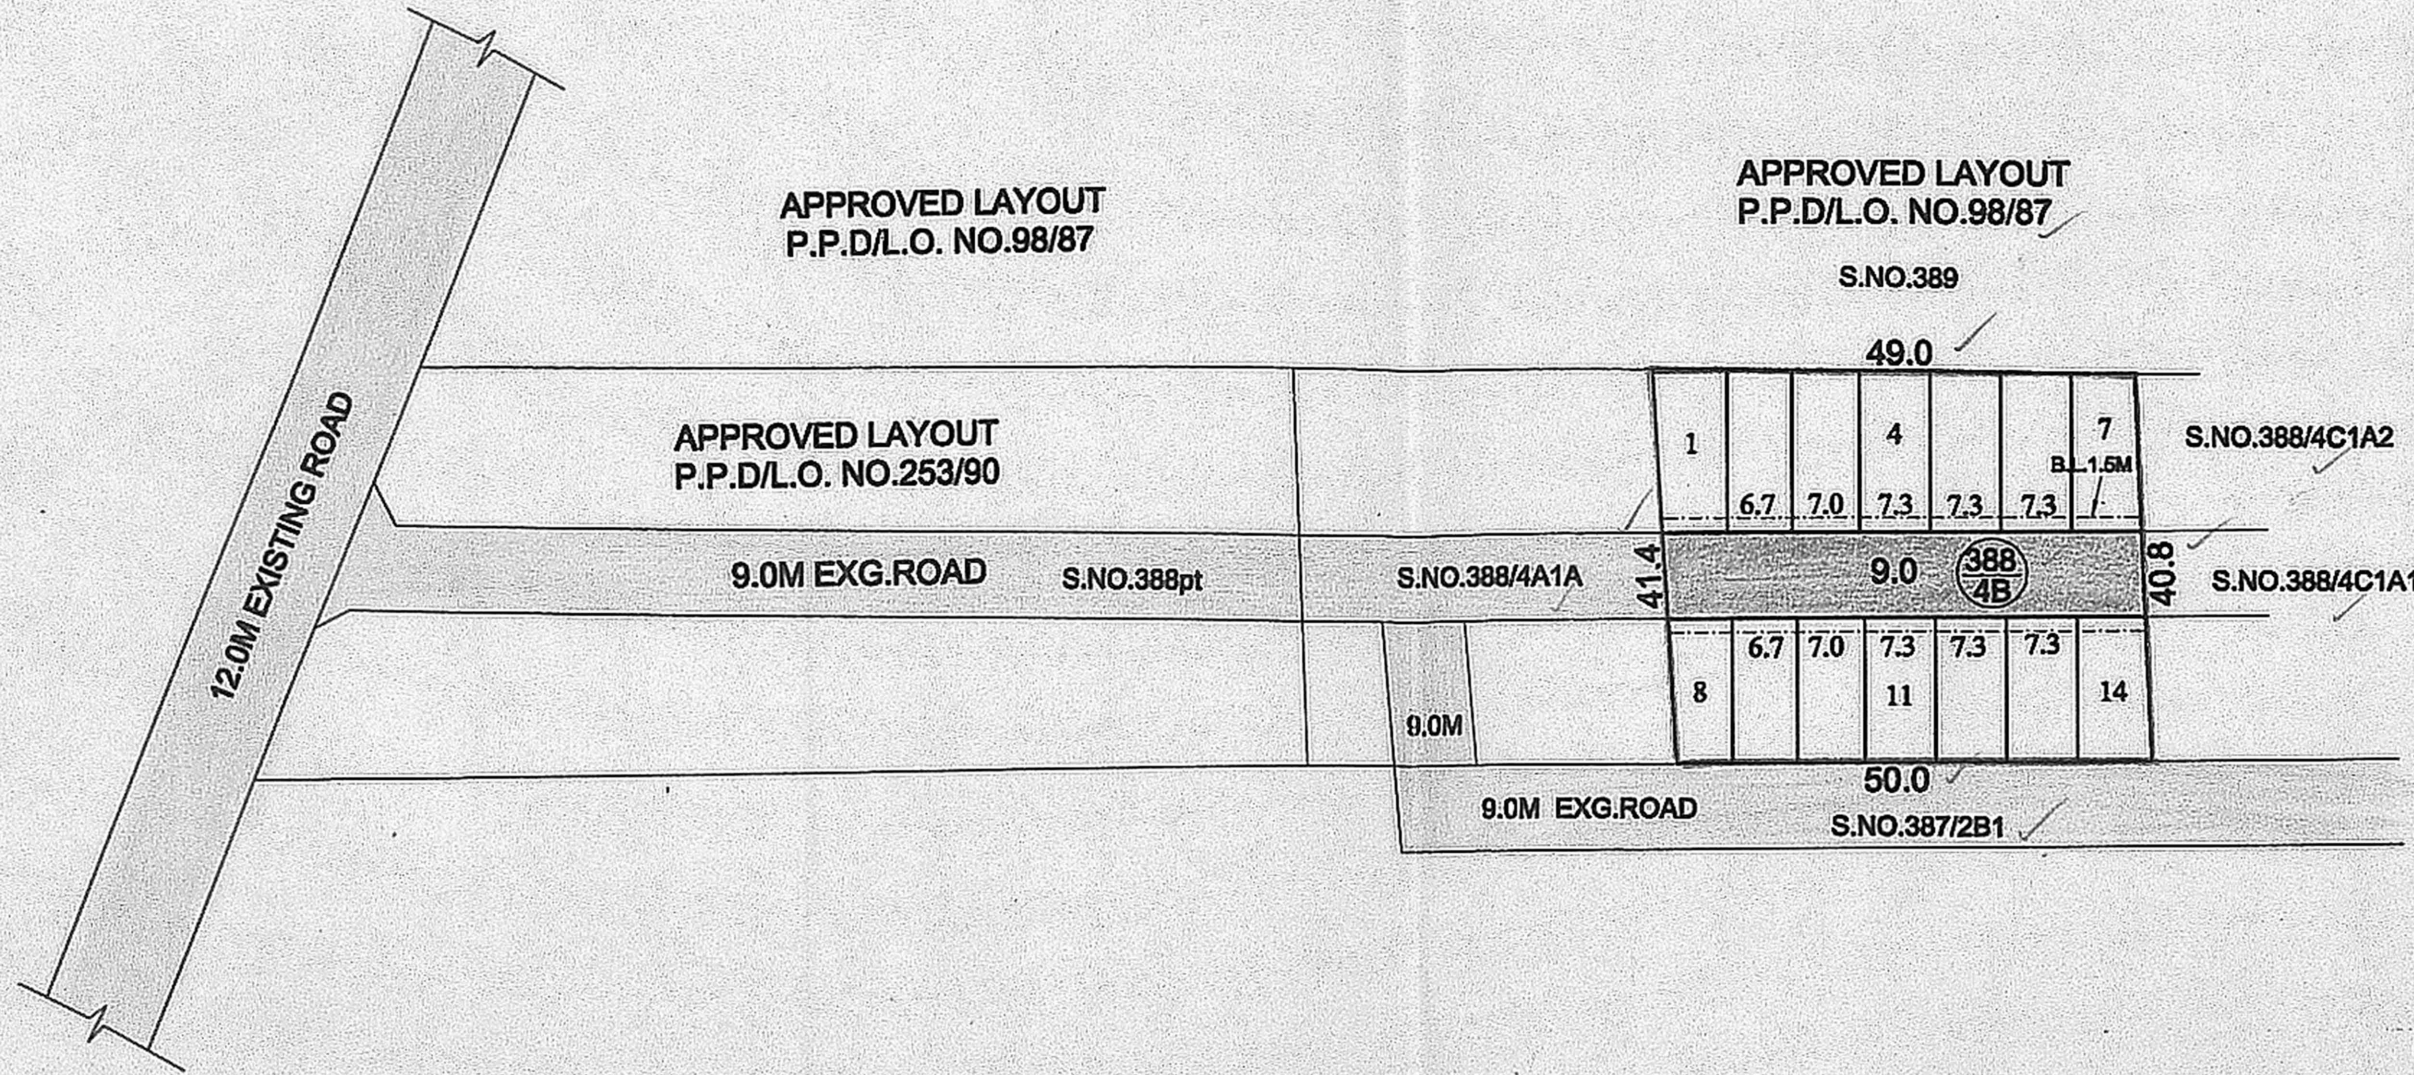 APPROVED LAYOUT
P.P.D/L.O. NO.98/87
APPROVED LAYOUT
P.P.D/L.O. NO.98/87
S.NO.389
49.0
12.0M EXISTING ROAD
APPROVED LAYOUT
P.P.D/L.O. NO.253/90
1
4
7
S.NO.388/4C1A2
B.L.1.5M
6.7
7.0
7.3
7.3
7.3
9.0M EXG.ROAD
S.NO.388pt
S.NO.388/4A1A
41.4
9.0
388
4B
40.8
S.NO.388/4C1A1
6.7
7.0
7.3
7.3
7.3
8
11
14
9.0M
50.0
9.0M EXG.ROAD
S.NO.387/2B1